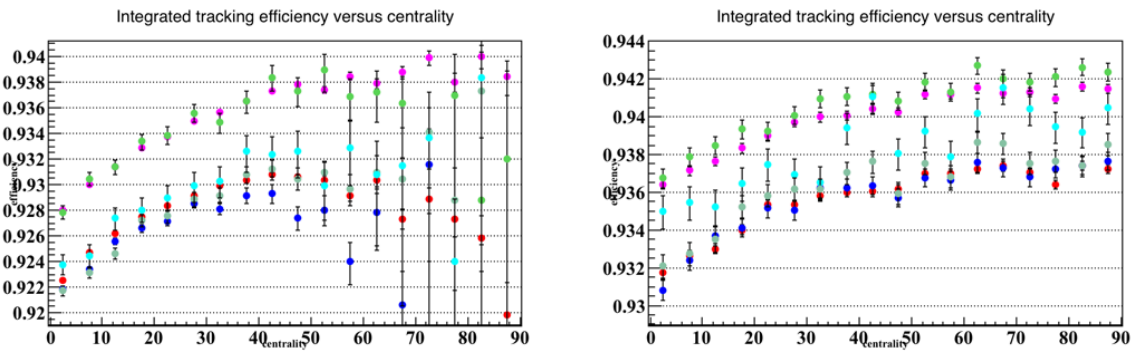 Integrated tracking efficiency versus centrality
efficiency
0.94
0.938
0.936
0.934
0.932
0.93
0.928
0.926
0.924
0.922
0.92
0 10 20 30 40 50 60 70 80 90
centrality
Integrated tracking efficiency versus centrality
efficiency
0.944
0.942
0.94
0.938
0.936
0.934
0.932
0.93
0 10 20 30 40 50 60 70 80 90
centrality